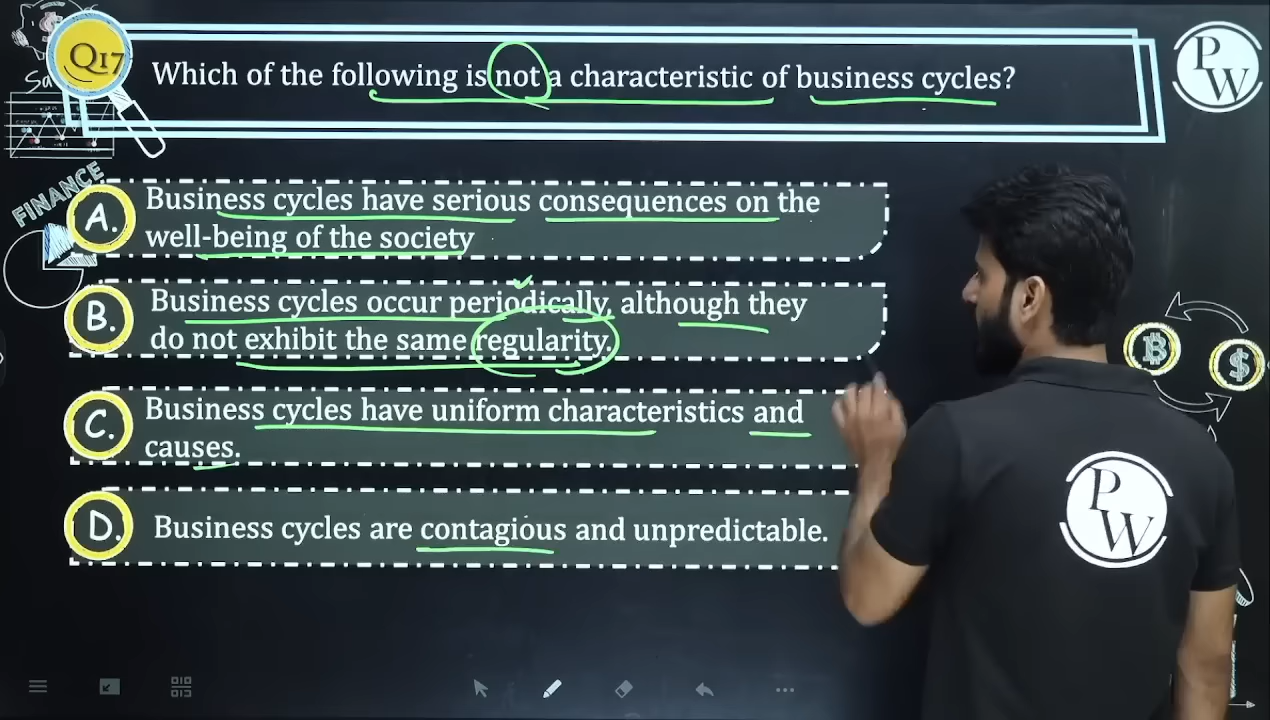 Q17
Which of the following is not a characteristic of business cycles?
P
W
Sa
FINANCE
A.
Business cycles have serious consequences on the
well-being of the society
B.
Business cycles occur periodically, although they
do not exhibit the same regularity.
C.
Business cycles have uniform characteristics and
causes.
D.
Business cycles are contagious and unpredictable.
P
W